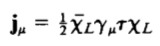 𝐣_μ = ½ χ̄_L γ_μ τ χ_L